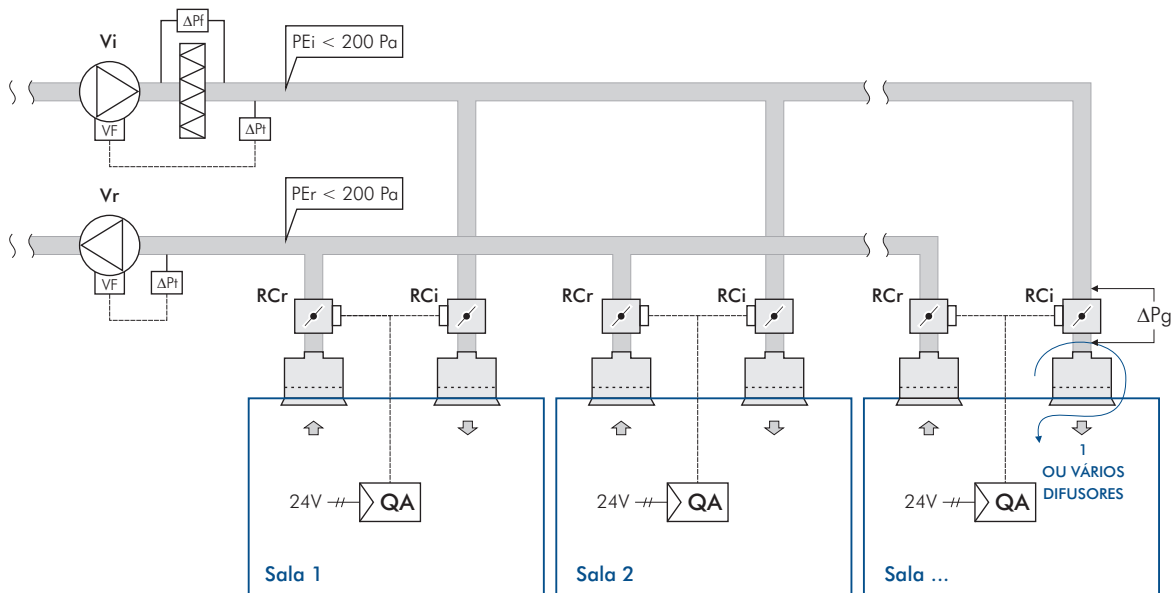 ΔPf
Vi
PEi < 200 Pa
VF
ΔPt
Vr
PEr < 200 Pa
VF
ΔPt
RCr
RCi
RCr
RCi
RCr
RCi
ΔPg
1
OU VÁRIOS
DIFUSORES
24V
QA
24V
QA
24V
QA
Sala 1
Sala 2
Sala ...